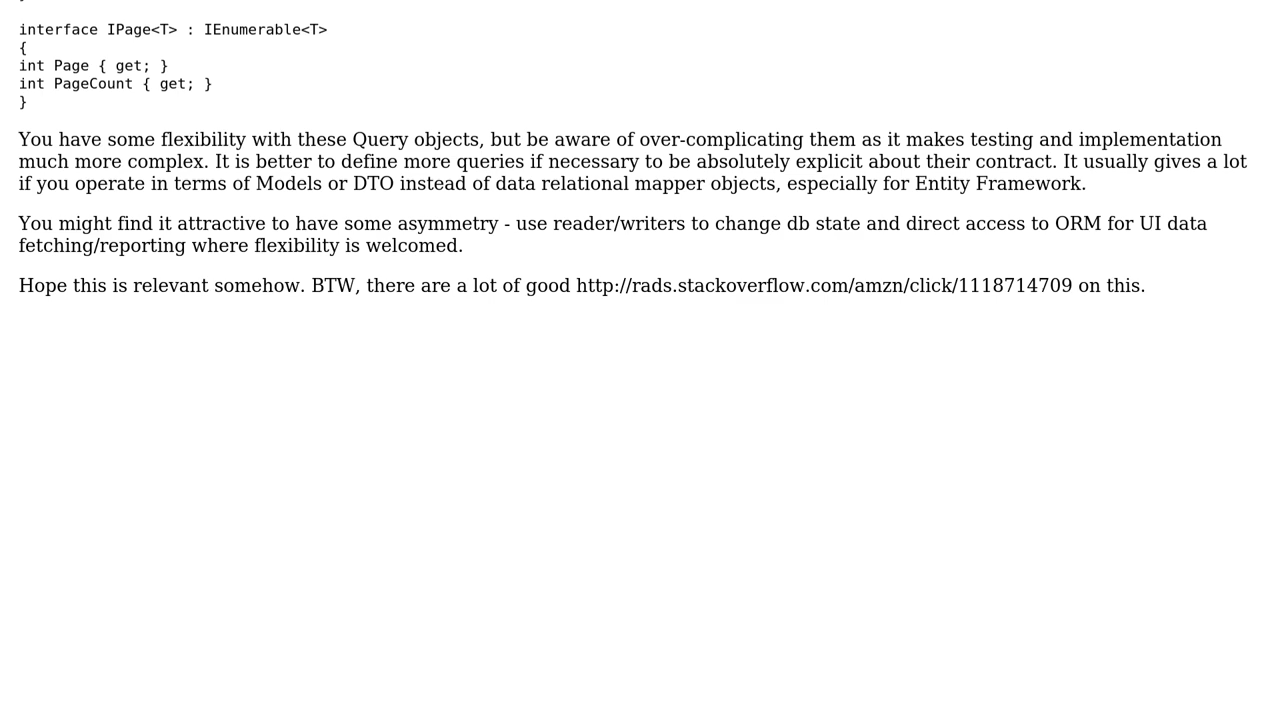 interface IPage<T> : IEnumerable<T>
{
int Page { get; }
int PageCount { get; }
}
You have some flexibility with these Query objects, but be aware of over-complicating them as it makes testing and implementation
much more complex. It is better to define more queries if necessary to be absolutely explicit about their contract. It usually gives a lot
if you operate in terms of Models or DTO instead of data relational mapper objects, especially for Entity Framework.
You might find it attractive to have some asymmetry - use reader/writers to change db state and direct access to ORM for UI data
fetching/reporting where flexibility is welcomed.
Hope this is relevant somehow. BTW, there are a lot of good http://rads.stackoverflow.com/amzn/click/1118714709 on this.